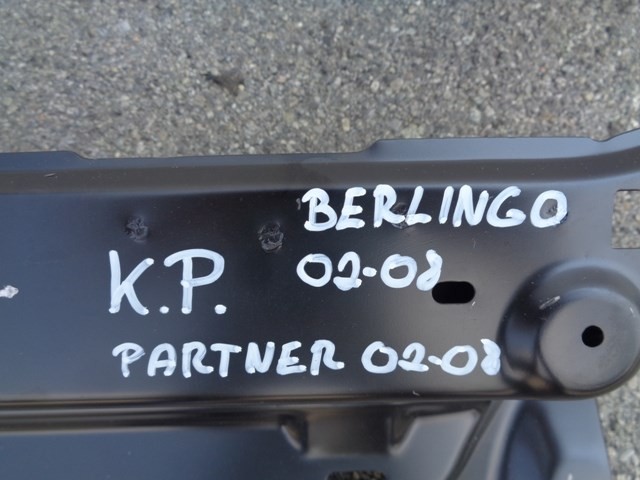 BERLINGO
02-08
K.P.
PARTNER 02-08